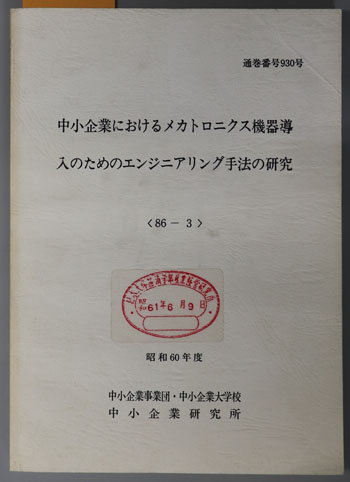 通巻番号930号
中小企業におけるメカトロニクス機器導
入のためのエンジニアリング手法の研究
〈86－3〉
昭和61年6月9日
昭和60年度
中小企業事業団・中小企業大学校
中小企業研究所